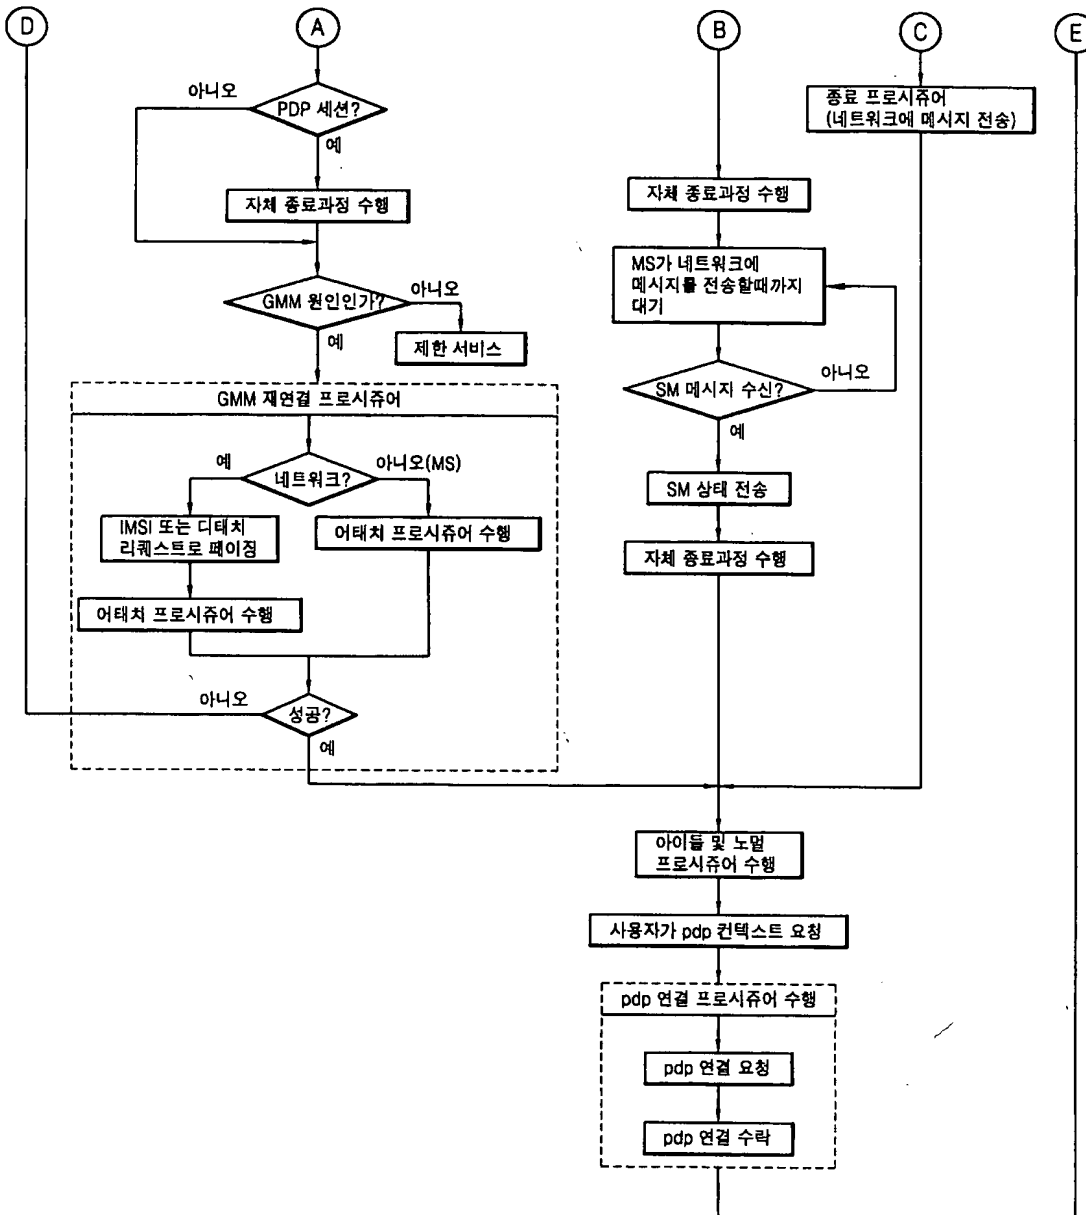 D
A
B
C
E
아니오
PDP 세션?
예
자체 종료과정 수행
GMM 원인인가?
아니오
예
제한 서비스
GMM 재연결 프로시쥬어
예
네트워크?
아니오(MS)
IMSI 또는 디태치
리퀘스트로 페이징
어태치 프로시쥬어 수행
어태치 프로시쥬어 수행
아니오
성공?
예
종료 프로시쥬어
(네트워크에 메시지 전송)
자체 종료과정 수행
MS가 네트워크에
메시지를 전송할때까지
대기
SM 메시지 수신?
아니오
예
SM 상태 전송
자체 종료과정 수행
아이들 및 노멀
프로시쥬어 수행
사용자가 pdp 컨텍스트 요청
pdp 연결 프로시쥬어 수행
pdp 연결 요청
pdp 연결 수락